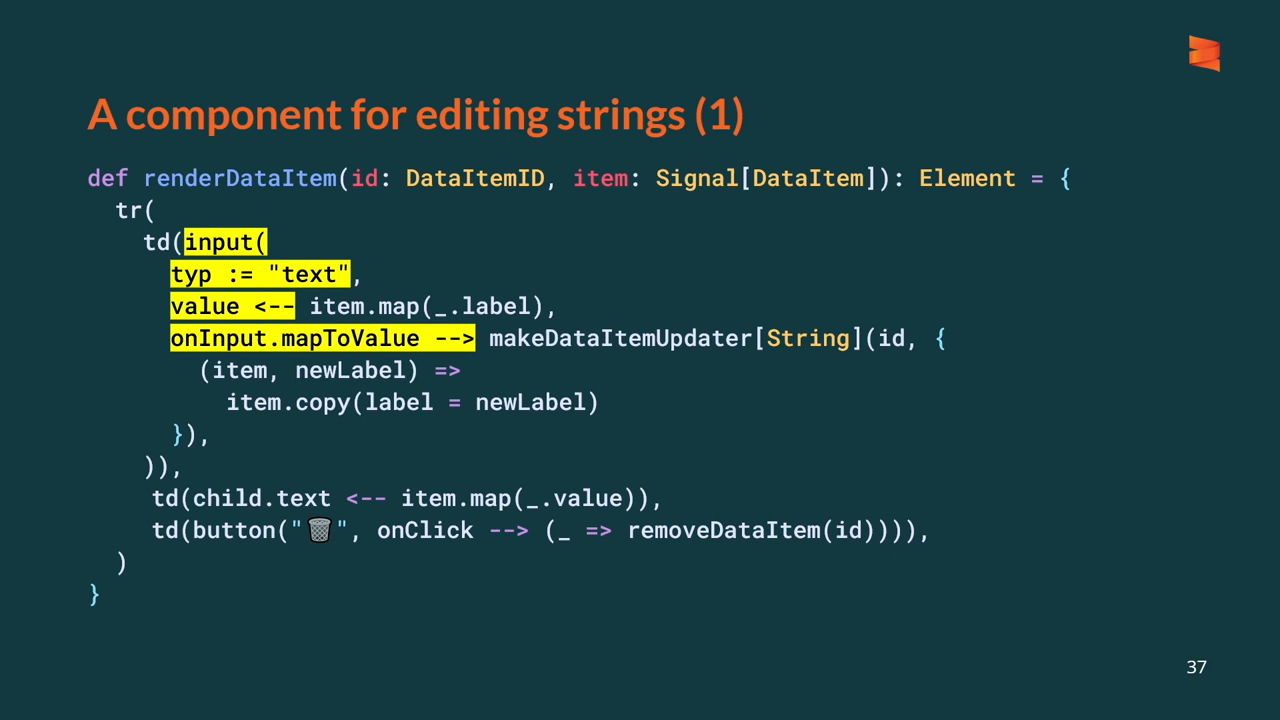 A component for editing strings (1)
def renderDataItem(id: DataItemID, item: Signal[DataItem]): Element = {
  tr(
    td(input(
      typ := "text",
      value <-- item.map(_.label),
      onInput.mapToValue --> makeDataItemUpdater[String](id, {
        (item, newLabel) =>
          item.copy(label = newLabel)
      }),
    )),
    td(child.text <-- item.map(_.value)),
    td(button("🗑️", onClick --> (_ => removeDataItem(id)))),
  )
}
37